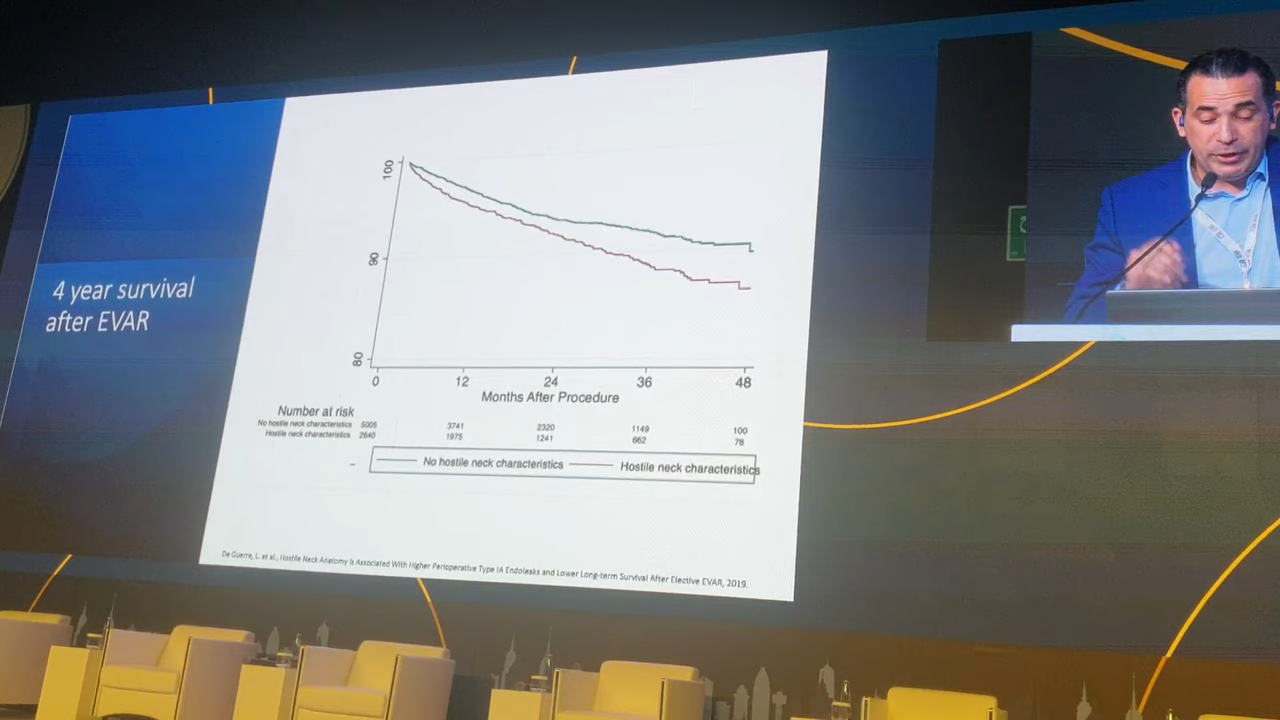 4 year survival
after EVAR
100
90
80
0 12 24 36 48
Months After Procedure
Number at risk
No hostile neck characteristics 5005 3741 2320 1149 100
Hostile neck characteristics 2640 1975 1241 662 78
No hostile neck characteristics Hostile neck characteristics
De Guerre, L. et al., Hostile Neck Anatomy Is Associated With Higher Perioperative Type IA Endoleaks and Lower Long-term Survival After Elective EVAR, 2019.